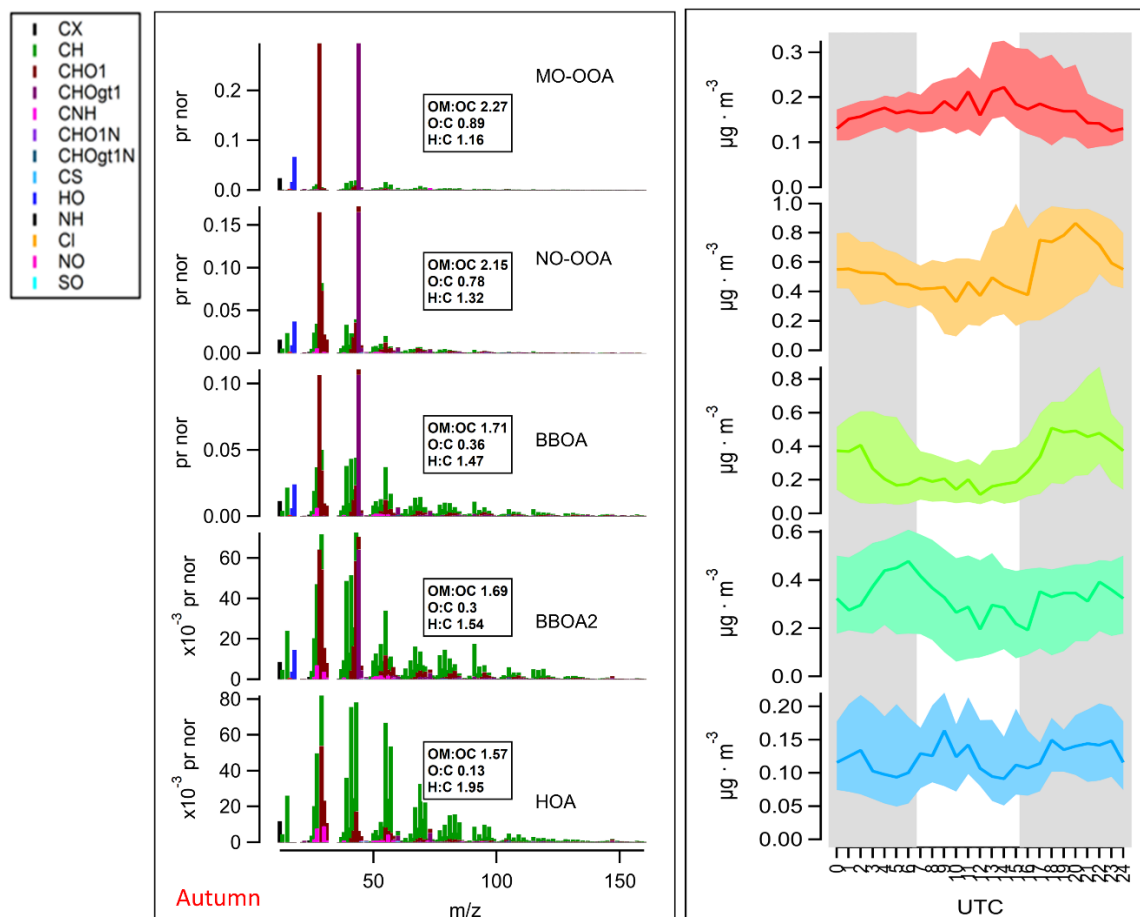 CX
CH
CHO1
CHOgt1
CNH
CHO1N
CHOgt1N
CS
HO
NH
Cl
NO
SO
MO-OOA
OM:OC 2.27
O:C 0.89
H:C 1.16
pr nor
0.2
0.1
0.0
NO-OOA
OM:OC 2.15
O:C 0.78
H:C 1.32
pr nor
0.15
0.10
0.05
0.00
BBOA
OM:OC 1.71
O:C 0.36
H:C 1.47
pr nor
0.10
0.05
0.00
BBOA2
OM:OC 1.69
O:C 0.3
H:C 1.54
x10⁻³ pr nor
60
40
20
0
OM:OC 1.57
O:C 0.13
H:C 1.95
HOA
x10⁻³ pr nor
80
60
40
20
0
50 100 150
Autumn
m/z
µg · m⁻³
0.3
0.2
0.1
0.0
µg · m⁻³
1.0
0.8
0.6
0.4
0.2
0.0
µg · m⁻³
0.8
0.6
0.4
0.2
0.0
µg · m⁻³
0.6
0.4
0.2
0.0
µg · m⁻³
0.20
0.15
0.10
0.05
0.00
0 1 2 3 4 5 6 7 8 9 10 11 12 13 14 15 16 17 18 19 20 21 22 23 24
UTC